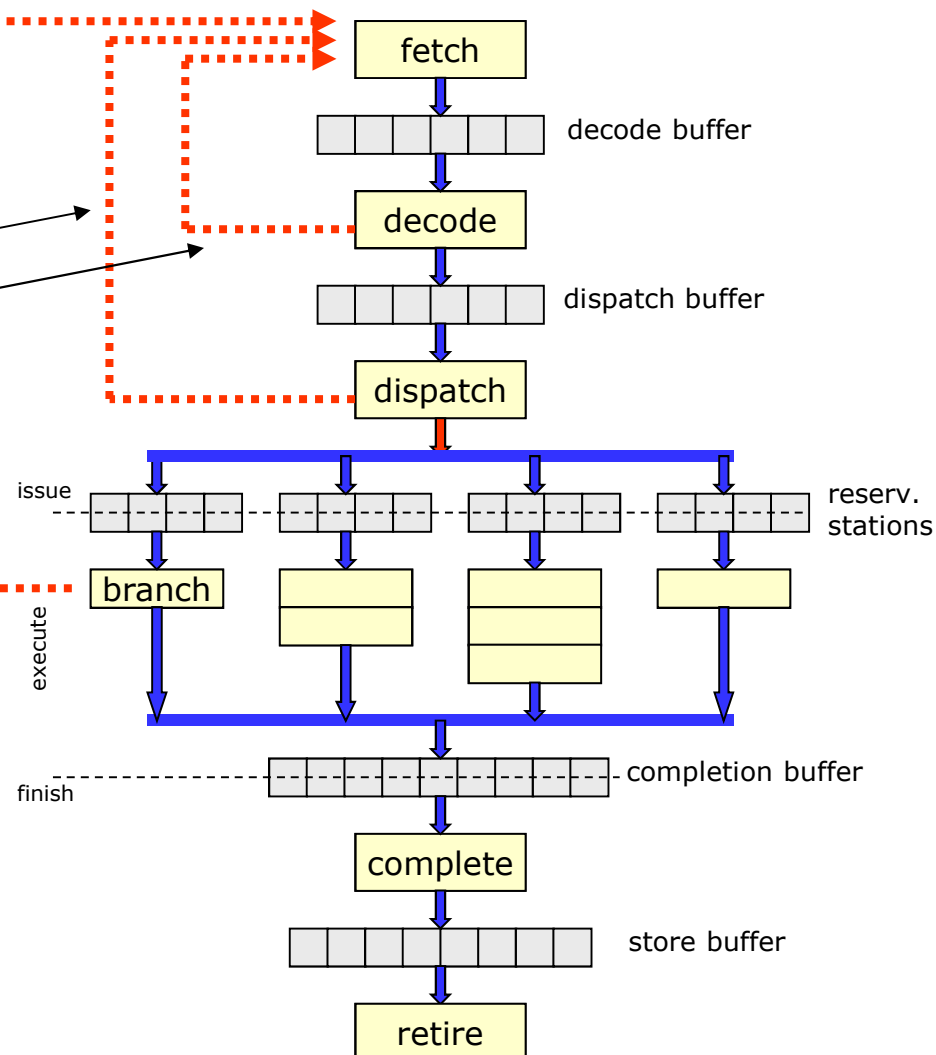 fetch
decode buffer
decode
dispatch buffer
dispatch
issue
reserv.
stations
branch
execute
completion buffer
finish
complete
store buffer
retire